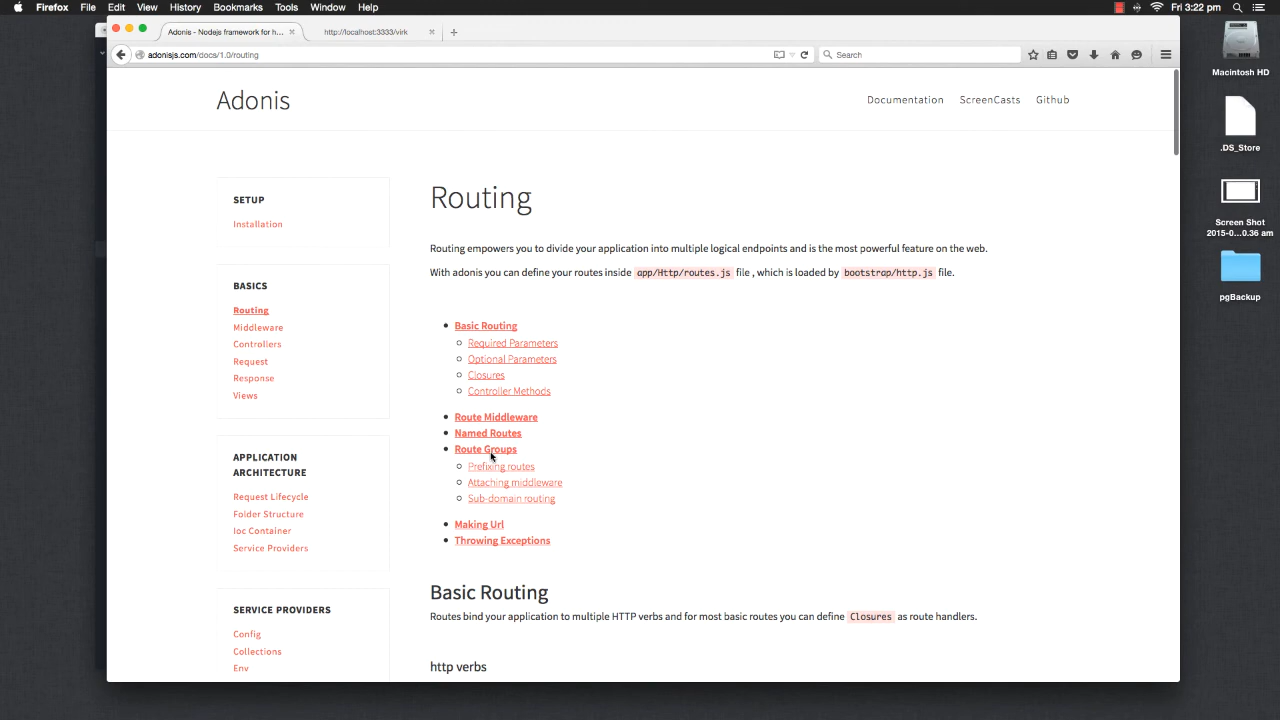 Firefox File Edit View History Bookmarks Tools Window Help
Fri 3:22 pm
Adonis - Nodejs framework for h...
http://localhost:3333/virk
adonisjs.com/docs/1.0/routing
Search
Macintosh HD
.DS_Store
Screen Shot
2015-0...0.36 am
pgBackup
Adonis
Documentation ScreenCasts Github
SETUP
Installation
BASICS
Routing
Middleware
Controllers
Request
Response
Views
APPLICATION
ARCHITECTURE
Request Lifecycle
Folder Structure
Ioc Container
Service Providers
SERVICE PROVIDERS
Config
Collections
Env
Routing
Routing empowers you to divide your application into multiple logical endpoints and is the most powerful feature on the web.
With adonis you can define your routes inside app/Http/routes.js file , which is loaded by bootstrap/http.js file.
Basic Routing
Required Parameters
Optional Parameters
Closures
Controller Methods
Route Middleware
Named Routes
Route Groups
Prefixing routes
Attaching middleware
Sub-domain routing
Making Url
Throwing Exceptions
Basic Routing
Routes bind your application to multiple HTTP verbs and for most basic routes you can define Closures as route handlers.
http verbs